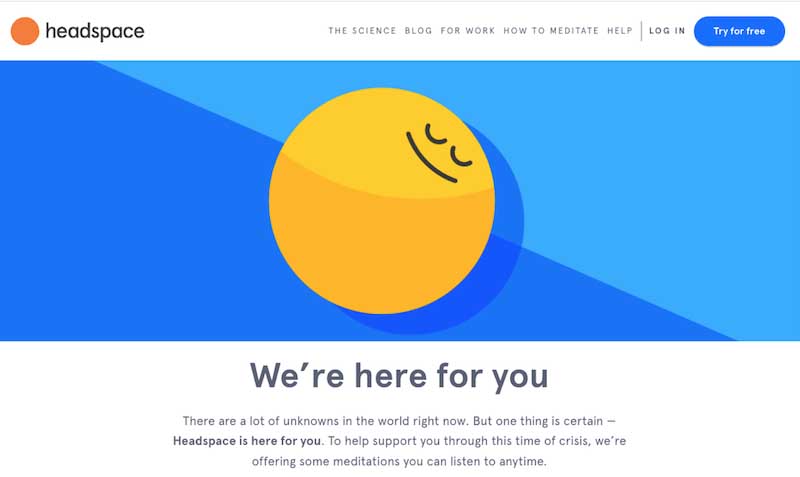 headspace
THE SCIENCE BLOG FOR WORK HOW TO MEDITATE HELP LOG IN Try for free
We’re here for you
There are a lot of unknowns in the world right now. But one thing is certain —
Headspace is here for you. To help support you through this time of crisis, we’re
offering some meditations you can listen to anytime.